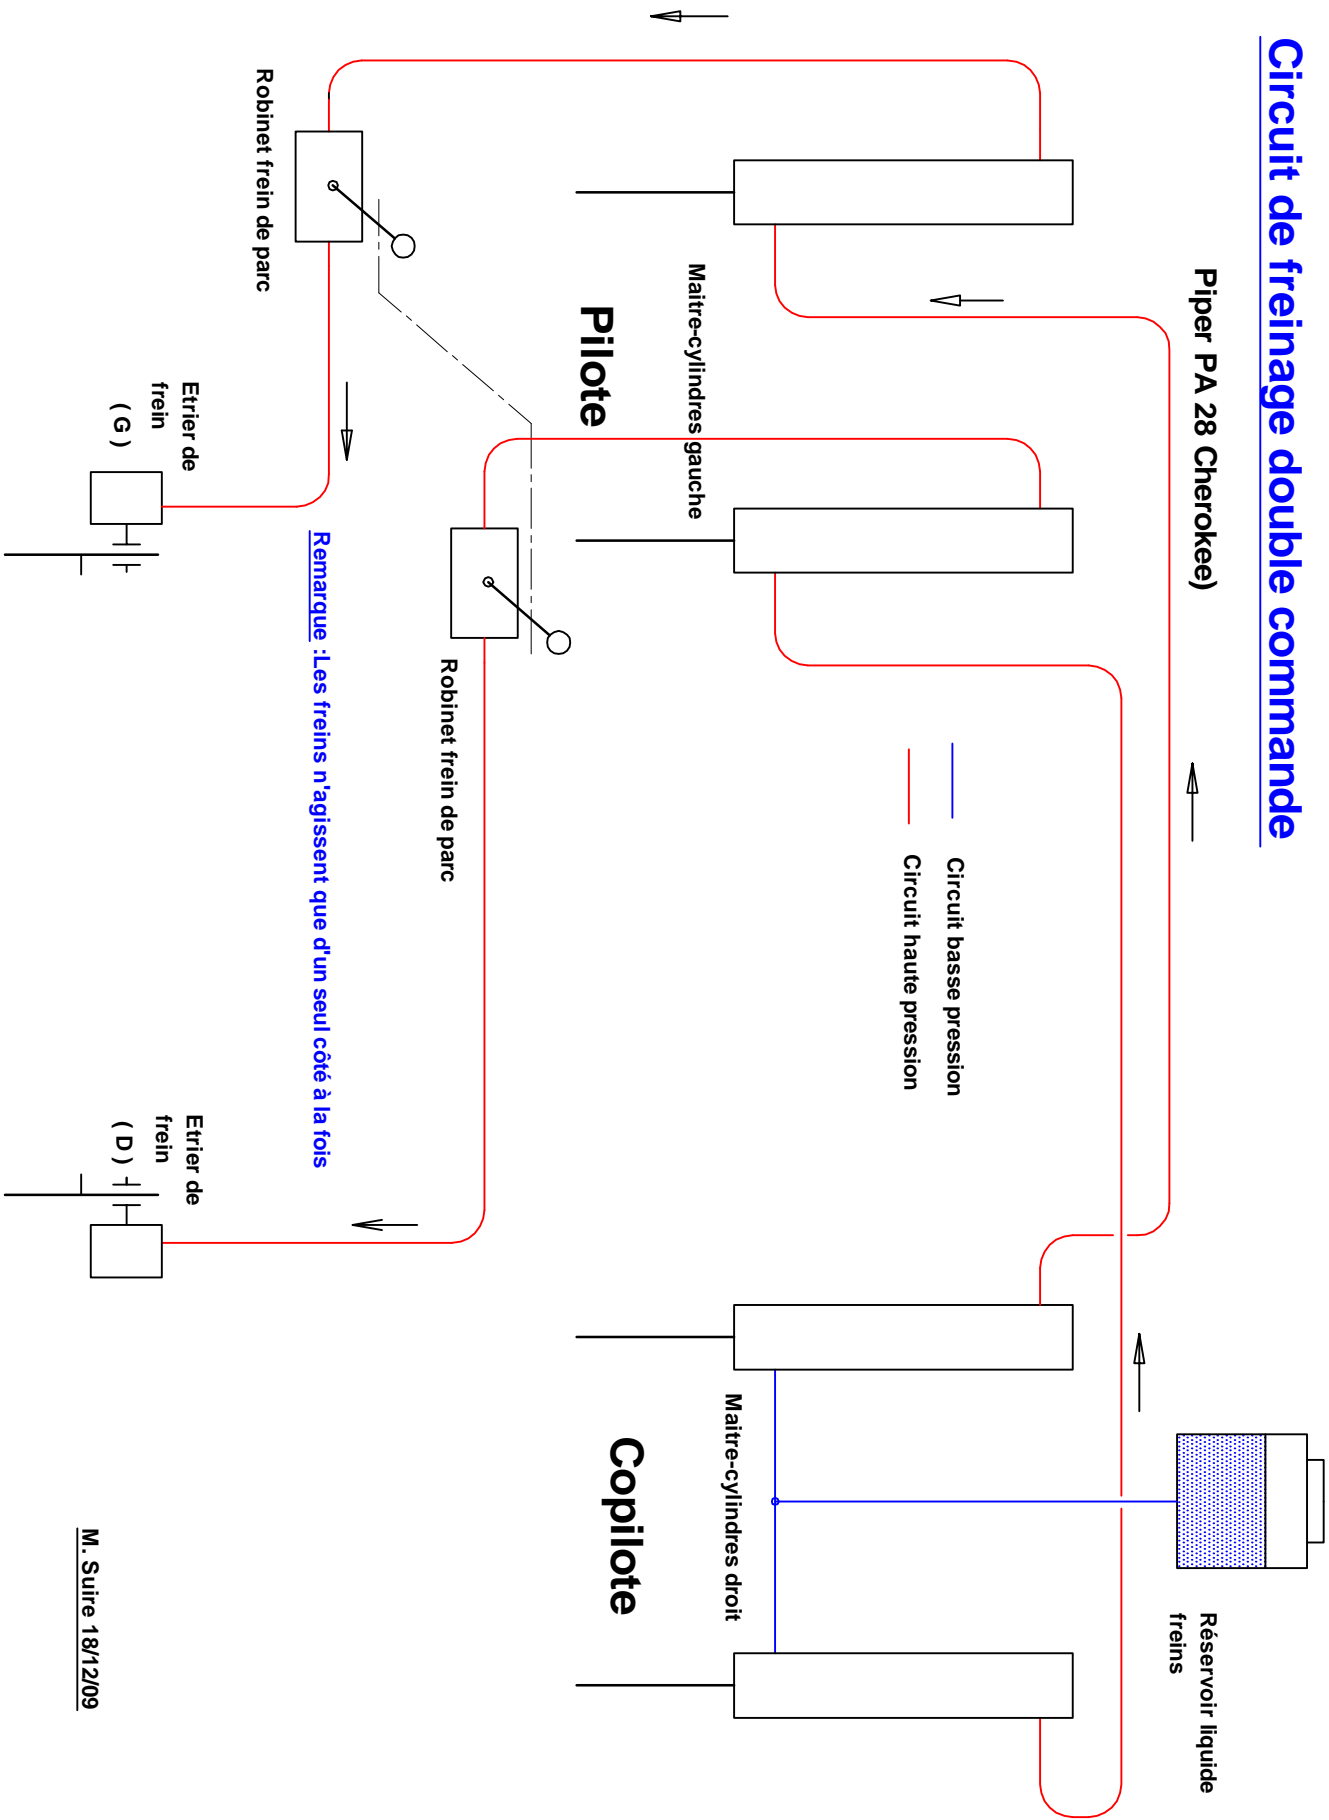 Circuit de freinage double commande
Piper PA 28 Cherokee)
Réservoir liquide
freins
Circuit basse pression
Circuit haute pression
Maitre-cylindres gauche
Maitre-cylindres droit
Pilote
Copilote
Robinet frein de parc
Robinet frein de parc
Remarque :Les freins n'agissent que d'un seul côté à la fois
Etrier de
frein
( G )
Etrier de
frein
( D )
M. Suire 18/12/09